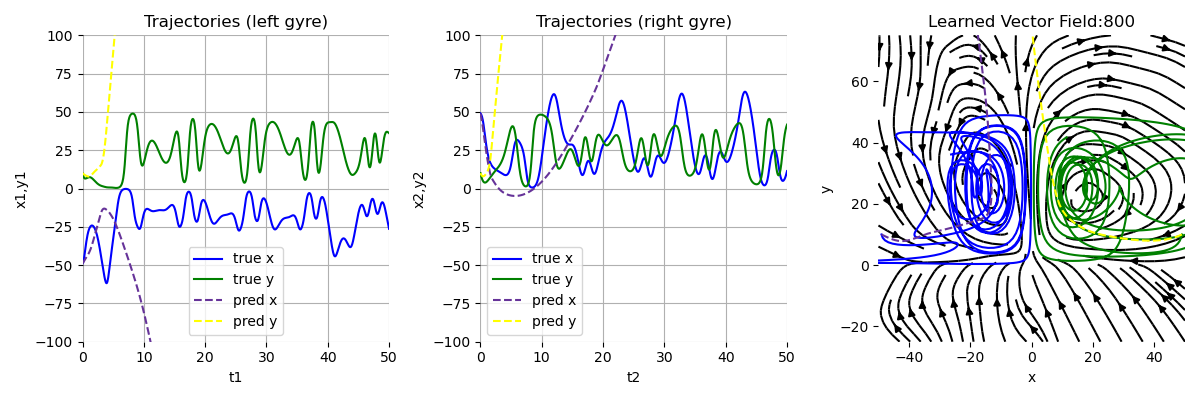 Trajectories (left gyre)
100
75
50
25
0
−25
−50
−75
−100
x1,y1
0
10
20
30
40
50
t1
true x
true y
pred x
pred y
Trajectories (right gyre)
100
75
50
25
0
−25
−50
−75
−100
x2,y2
0
10
20
30
40
50
t2
true x
true y
pred x
pred y
Learned Vector Field:800
60
40
20
0
−20
y
−40
−20
0
20
40
x